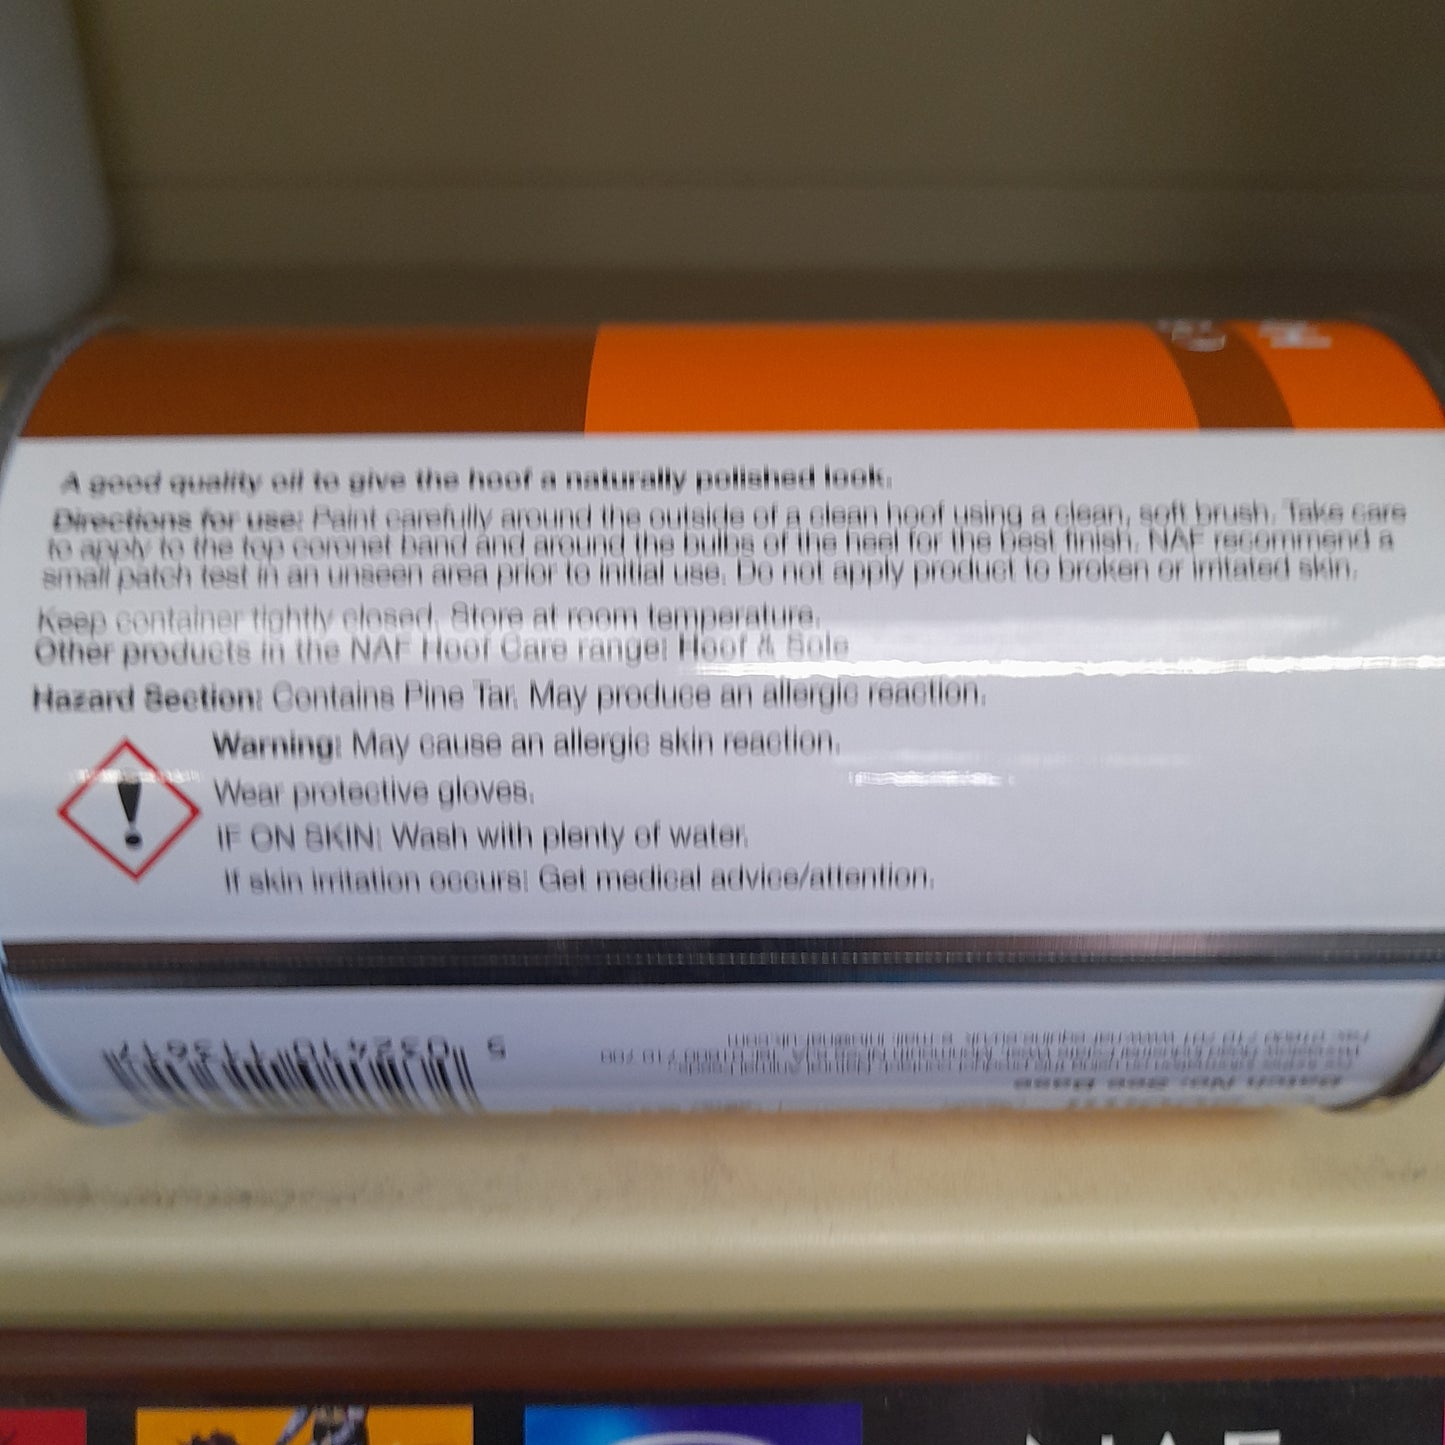 A good quality oil to give the hoof a naturally polished look.
Directions for use: Paint carefully around the outside of a clean hoof using a clean, soft brush. Take care
to apply to the top coronet band and around the bulbs of the heel for the best finish. NAF recommend a
small patch test in an unseen area prior to initial use. Do not apply product to broken or irritated skin.
Keep container tightly closed. Store at room temperature.
Other products in the NAF Hoof Care range: Hoof & Sole
Hazard Section: Contains Pine Tar. May produce an allergic reaction.
Warning: May cause an allergic skin reaction.
Wear protective gloves.
IF ON SKIN: Wash with plenty of water.
If skin irritation occurs: Get medical advice/attention.
Batch No: See Base
NAF